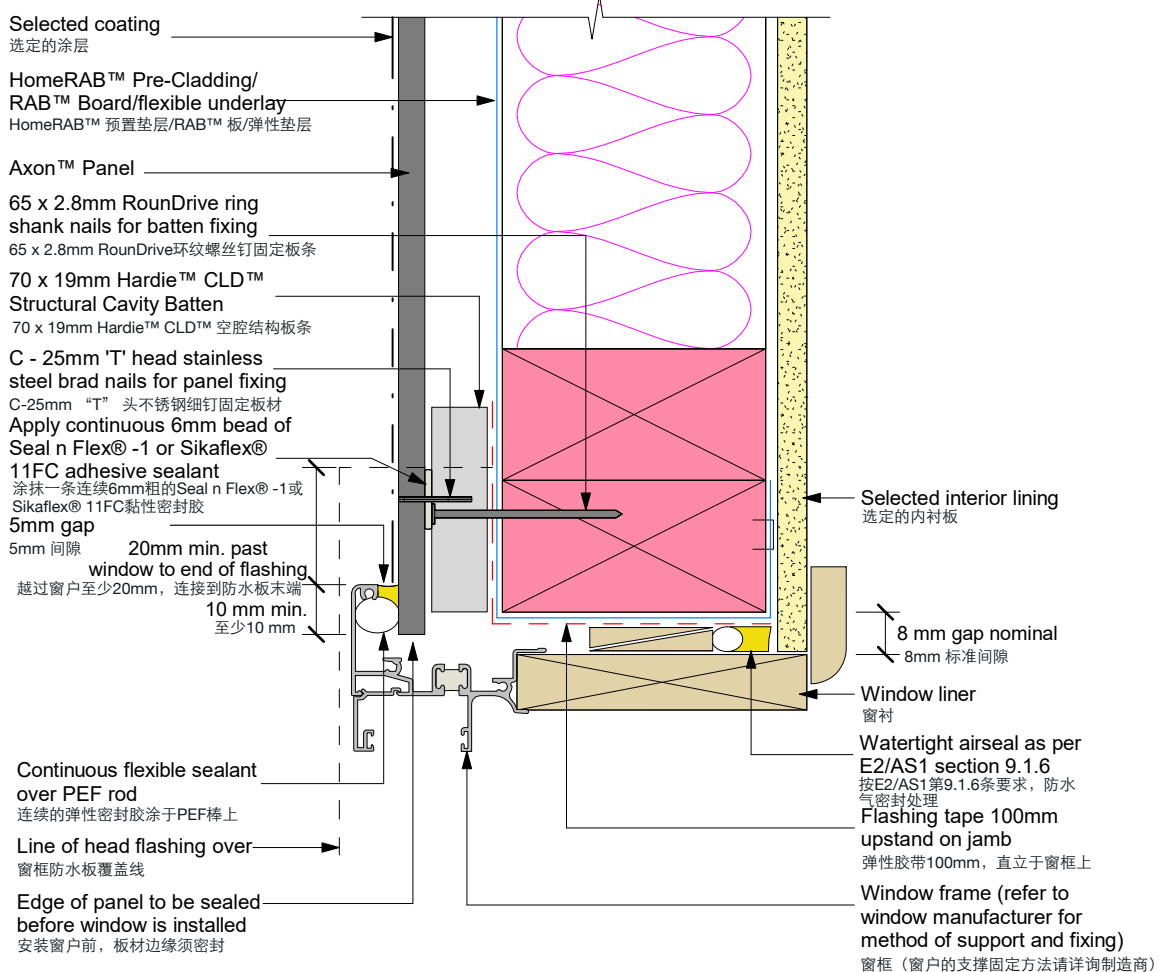 Selected coating
选定的涂层
HomeRAB™ Pre-Cladding/
RAB™ Board/flexible underlay
HomeRAB™ 预置垫层/RAB™ 板/弹性垫层
Axon™ Panel
65 x 2.8mm RounDrive ring
shank nails for batten fixing
65 x 2.8mm RounDrive环纹螺丝钉固定板条
70 x 19mm Hardie™ CLD™
Structural Cavity Batten
70 x 19mm Hardie™ CLD™ 空腔结构板条
C - 25mm 'T' head stainless
steel brad nails for panel fixing
C-25mm “T” 头不锈钢细钉固定板材
Apply continuous 6mm bead of
Seal n Flex® -1 or Sikaflex®
11FC adhesive sealant
涂抹一条连续6mm粗的Seal n Flex® -1或
Sikaflex® 11FC黏性密封胶
5mm gap
5mm 间隙
20mm min. past
window to end of flashing
越过窗户至少20mm，连接到防水板末端
10 mm min.
至少10 mm
Continuous flexible sealant
over PEF rod
连续的弹性密封胶涂于PEF棒上
Line of head flashing over
窗框防水板覆盖线
Edge of panel to be sealed
before window is installed
安装窗户前，板材边缘须密封
Selected interior lining
选定的内衬板
8 mm gap nominal
8mm 标准间隙
Window liner
窗衬
Watertight airseal as per
E2/AS1 section 9.1.6
按E2/AS1第9.1.6条要求，防水
气密封处理
Flashing tape 100mm
upstand on jamb
弹性胶带100mm，直立于窗框上
Window frame (refer to
window manufacturer for
method of support and fixing)
窗框（窗户的支撑固定方法请详询制造商）